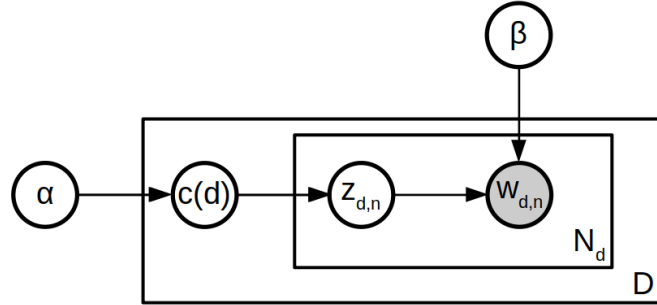 β
α
c(d)
z_{d,n}
w_{d,n}
N_d
D